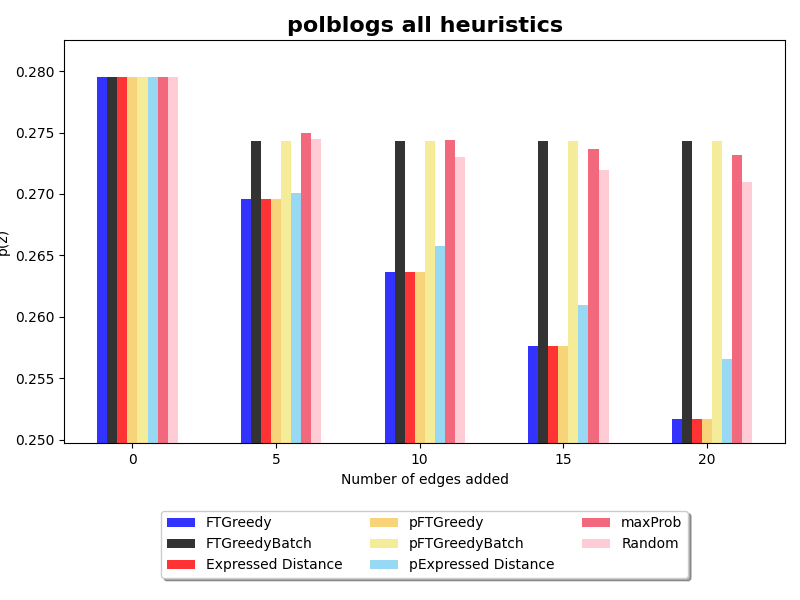 polblogs all heuristics
0.280
0.275
0.270
0.265
0.260
0.255
0.250
p(z)
0 5 10 15 20
Number of edges added
FTGreedy pFTGreedy maxProb
FTGreedyBatch pFTGreedyBatch Random
Expressed Distance pExpressed Distance